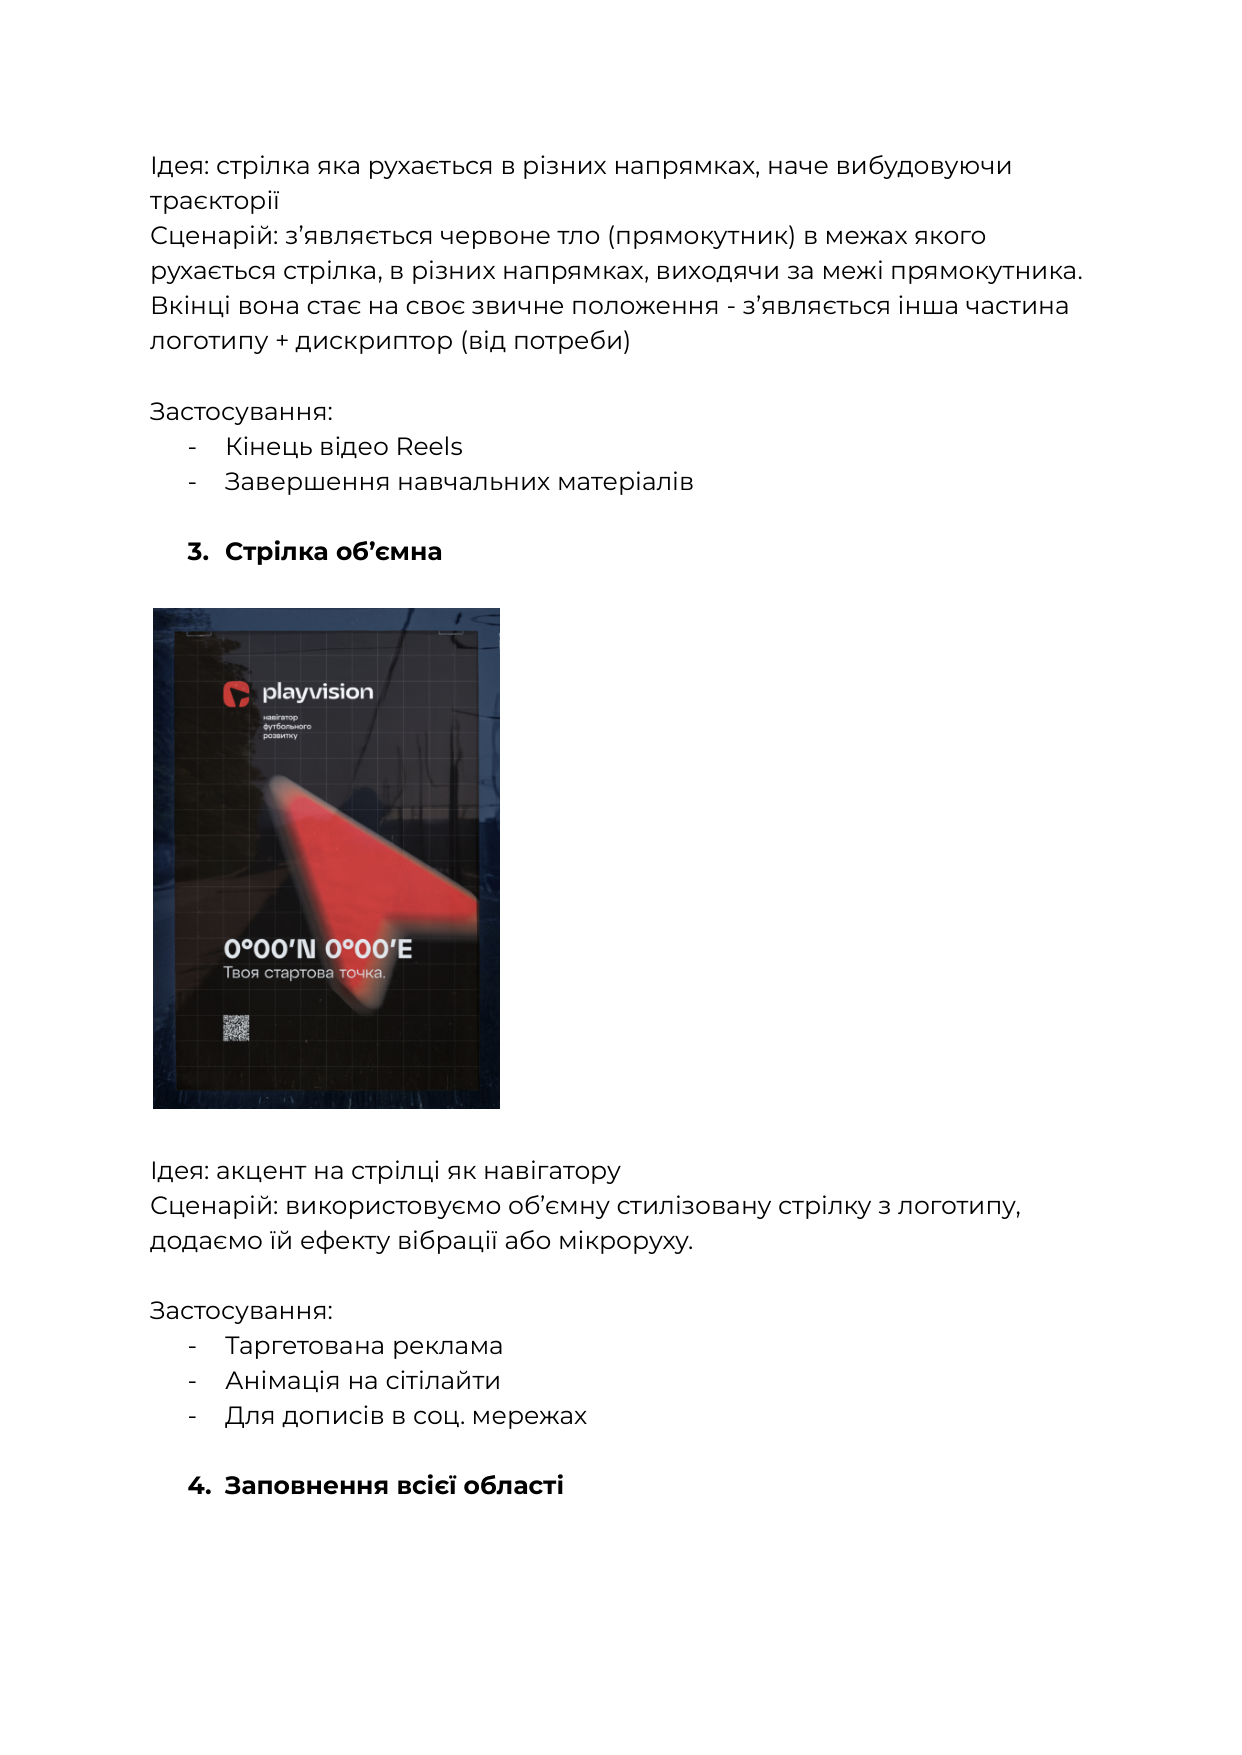 Ідея: стрілка яка рухається в різних напрямках, наче вибудовуючи
траєкторії
Сценарій: з’являється червоне тло (прямокутник) в межах якого
рухається стрілка, в різних напрямках, виходячи за межі прямокутника.
Вкінці вона стає на своє звичне положення - з’являється інша частина
логотипу + дискриптор (від потреби)
Застосування:
- Кінець відео Reels
- Завершення навчальних матеріалів
3. Стрілка об’ємна
playvision
навігатор
футбольного
розвитку
0°00′N 0°00′E
Твоя стартова точка.
Ідея: акцент на стрілці як навігатору
Сценарій: використовуємо об’ємну стилізовану стрілку з логотипу,
додаємо їй ефекту вібрації або мікроруху.
Застосування:
- Таргетована реклама
- Анімація на сітілайти
- Для дописів в соц. мережах
4. Заповнення всієї області